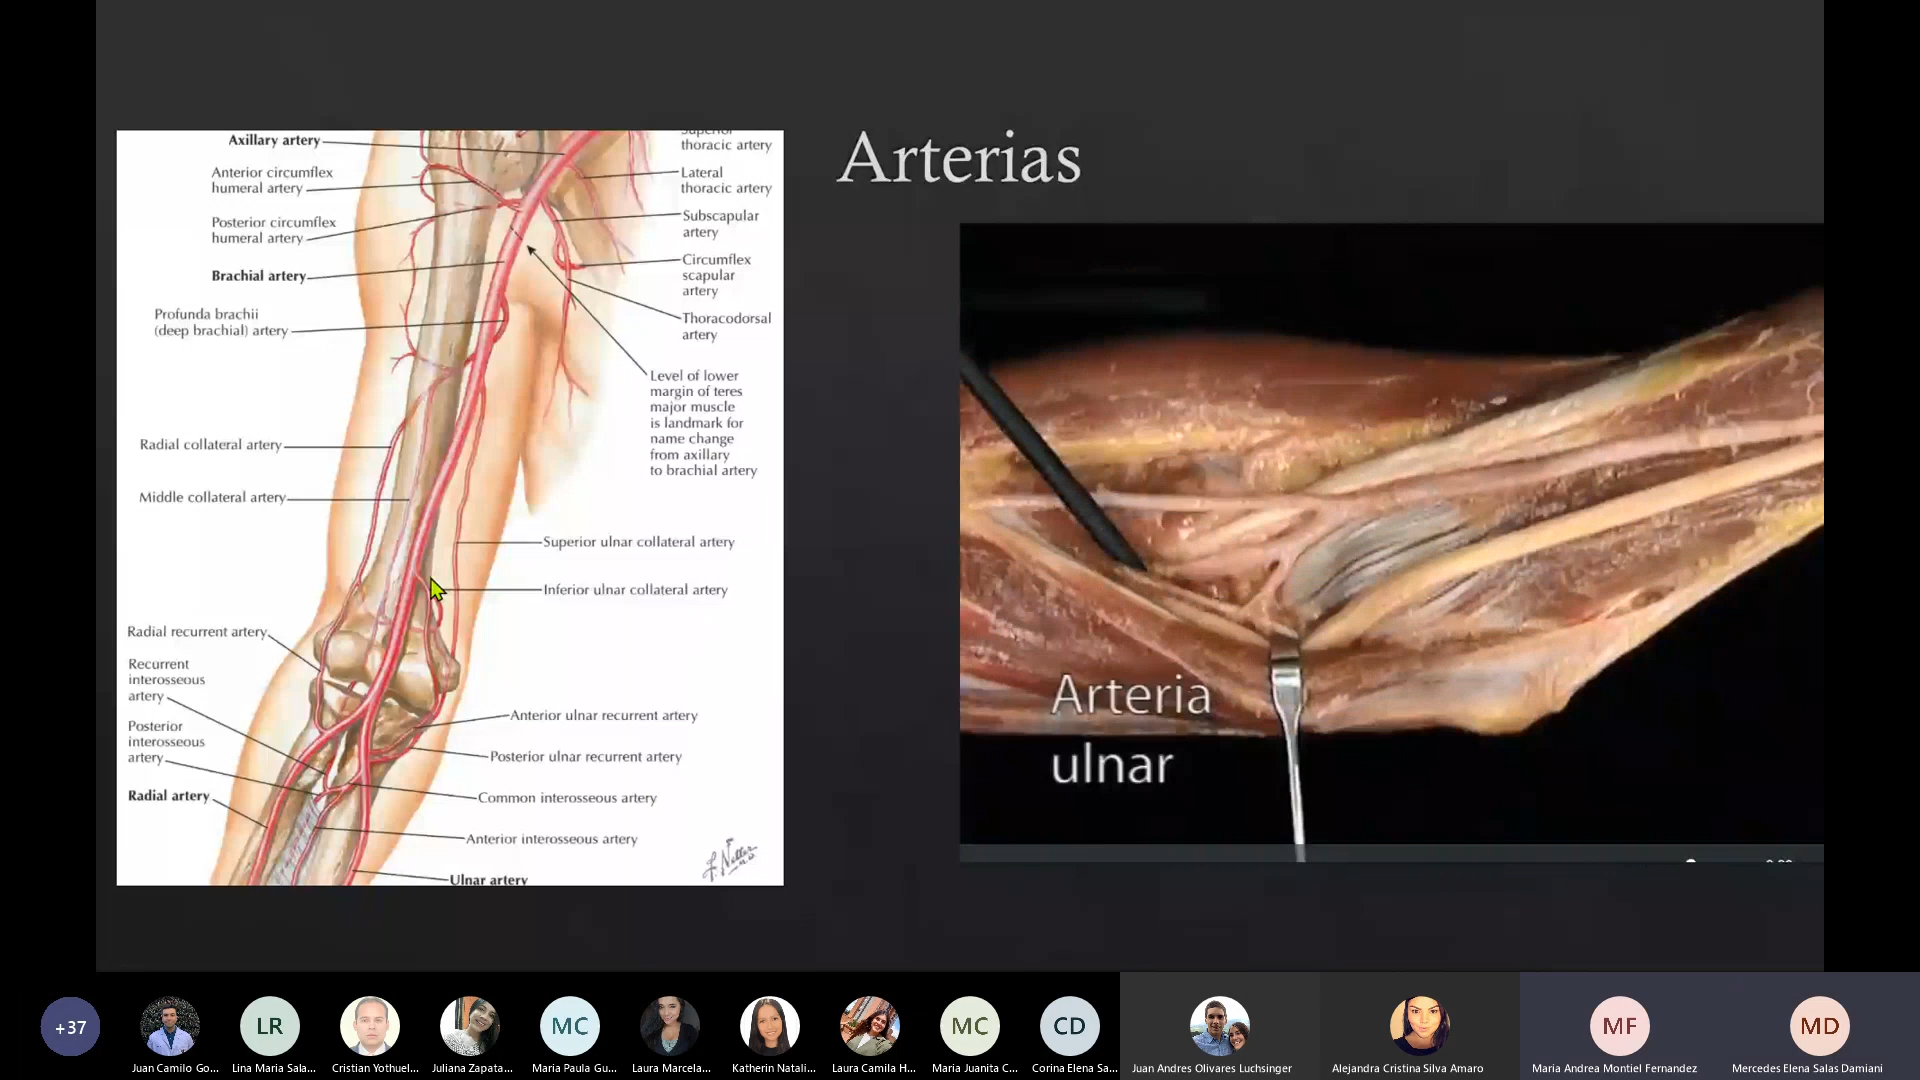 Arterias
Axillary artery
Anterior circumflex
humeral artery
Posterior circumflex
humeral artery
Brachial artery
Profunda brachii
(deep brachial) artery
Radial collateral artery
Middle collateral artery
Radial recurrent artery
Recurrent
interosseous
artery
Posterior
interosseous
artery
Radial artery
Superior
thoracic artery
Lateral
thoracic artery
Subscapular
artery
Circumflex
scapular
artery
Thoracodorsal
artery
Level of lower
margin of teres
major muscle
is landmark for
name change
from axillary
to brachial artery
Superior ulnar collateral artery
Inferior ulnar collateral artery
Anterior ulnar recurrent artery
Posterior ulnar recurrent artery
Common interosseous artery
Anterior interosseous artery
Ulnar artery
F. Netter
Arteria
ulnar
+37
LR
MC
MC
CD
MF
MD
Juan Camilo Go...
Lina Maria Sala...
Cristian Yothuel...
Juliana Zapata...
Maria Paula Gu...
Laura Marcela...
Katherin Natali...
Laura Camila H...
Maria Juanita C...
Corina Elena Sa...
Juan Andres Olivares Luchsinger
Alejandra Cristina Silva Amaro
Maria Andrea Montiel Fernandez
Mercedes Elena Salas Damiani